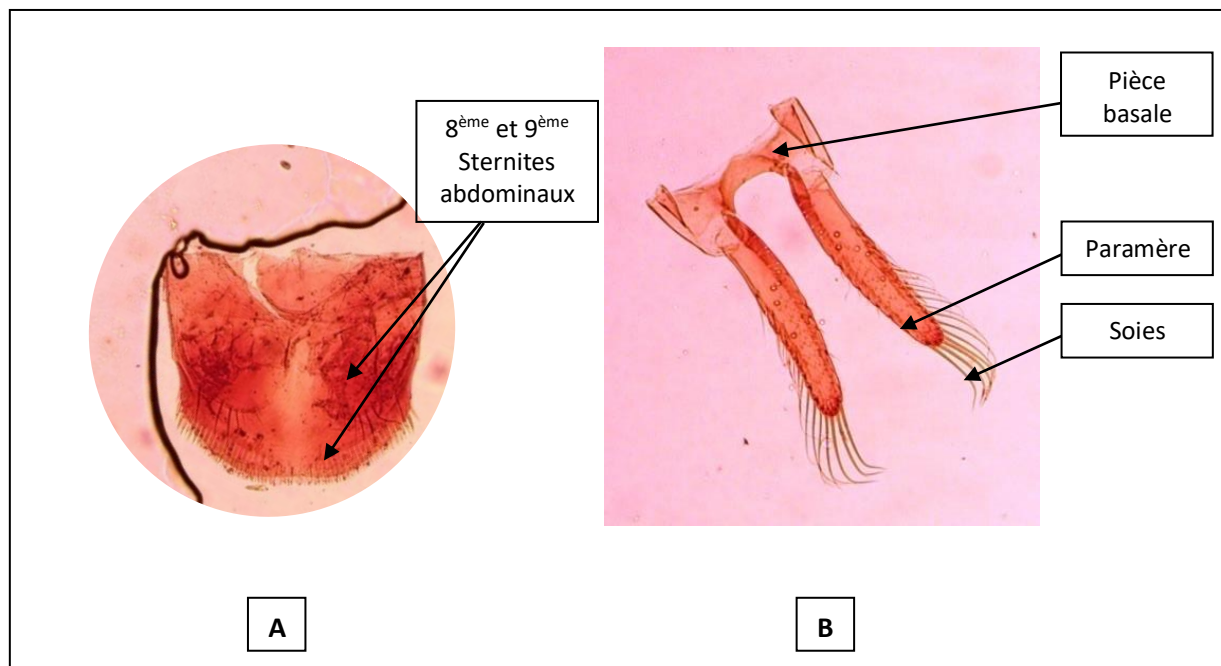 8ème et 9ème
Sternites
abdominaux
Pièce
basale
Paramère
Soies
A
B